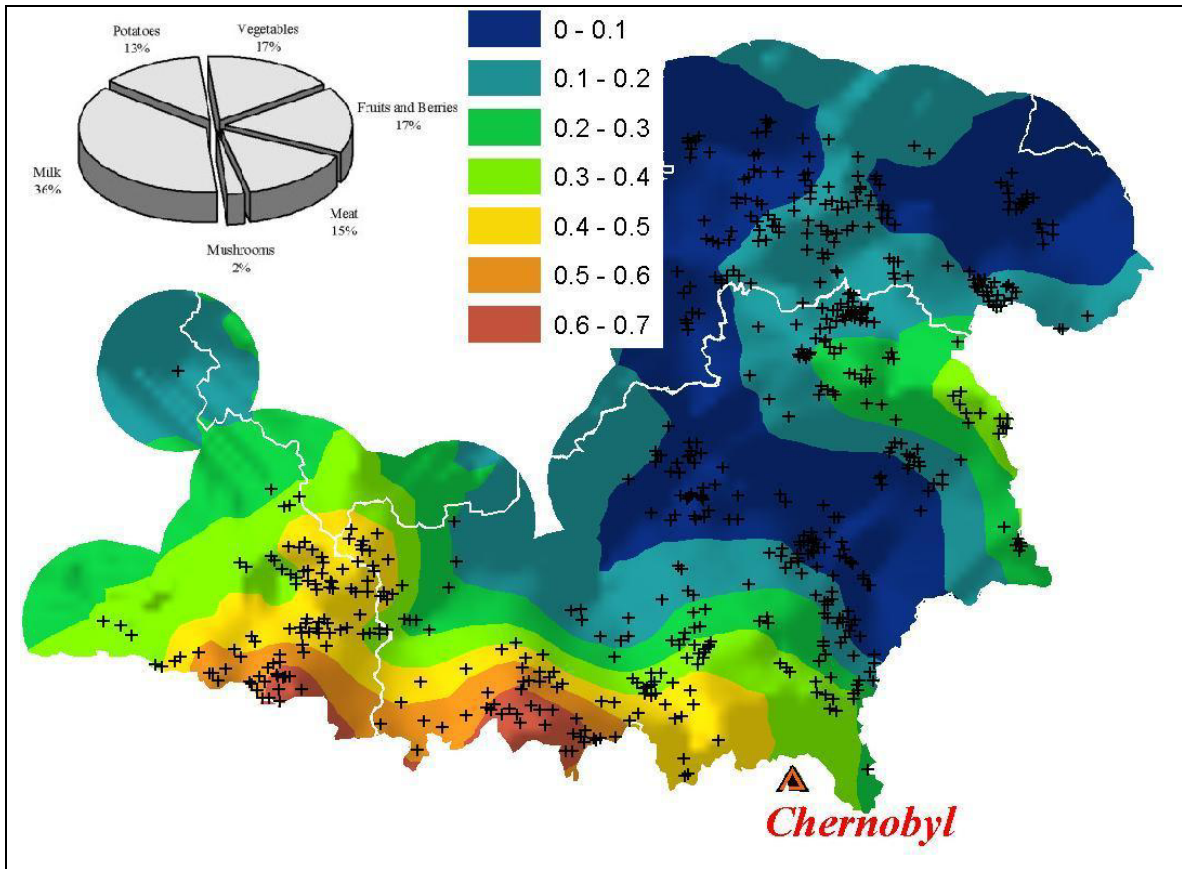 Potatoes
13%
Vegetables
17%
Fruits and Berries
17%
Milk
36%
Meat
15%
Mushrooms
2%
0 - 0.1
0.1 - 0.2
0.2 - 0.3
0.3 - 0.4
0.4 - 0.5
0.5 - 0.6
0.6 - 0.7
Chernobyl